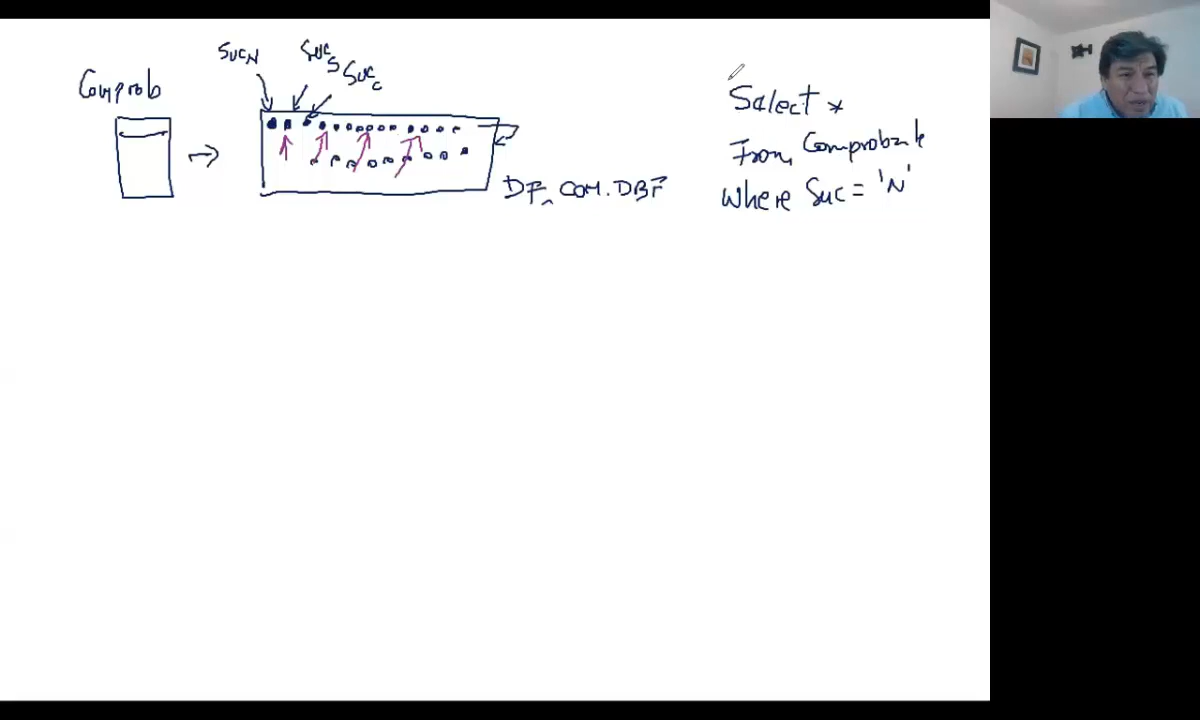 Comprob
SucN
SucS
SucC
DF_COM.DBF
Select *
From Comprobante
Where Suc = 'N'